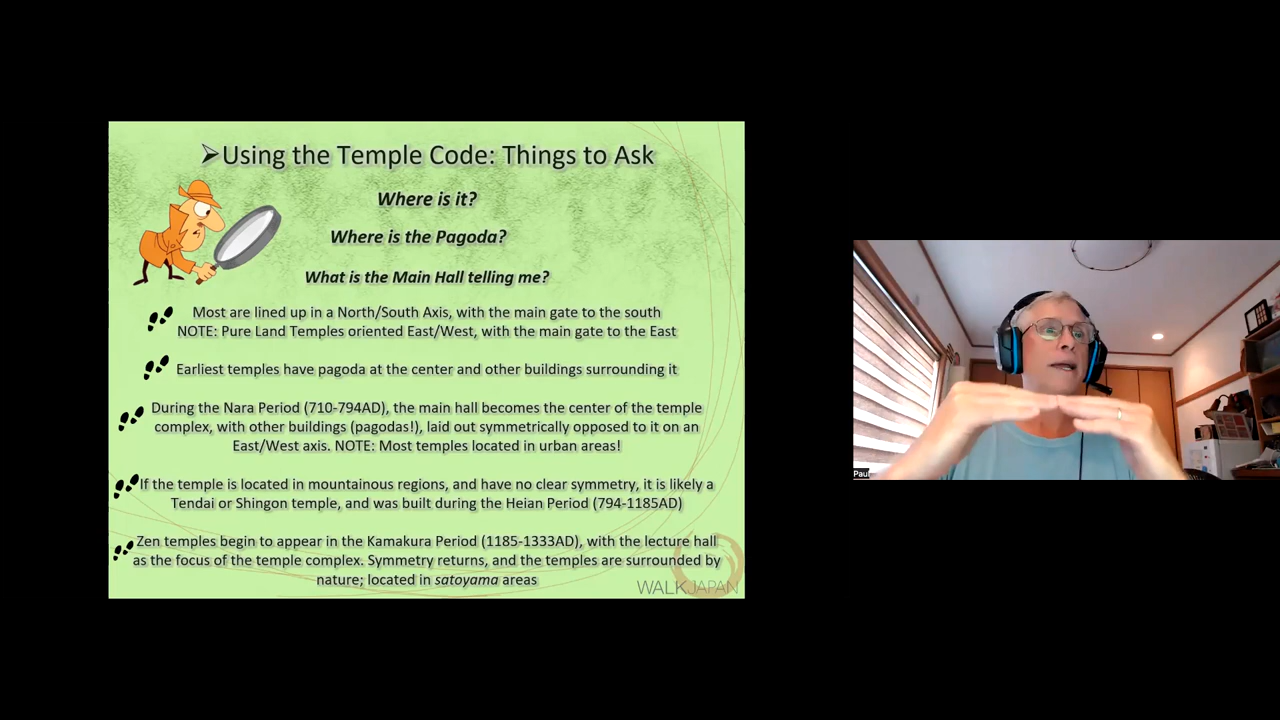 ➢Using the Temple Code: Things to Ask
Where is it?
Where is the Pagoda?
What is the Main Hall telling me?
Most are lined up in a North/South Axis, with the main gate to the south
NOTE: Pure Land Temples oriented East/West, with the main gate to the East
Earliest temples have pagoda at the center and other buildings surrounding it
During the Nara Period (710-794AD), the main hall becomes the center of the temple
complex, with other buildings (pagodas!), laid out symmetrically opposed to it on an
East/West axis. NOTE: Most temples located in urban areas!
If the temple is located in mountainous regions, and have no clear symmetry, it is likely a
Tendai or Shingon temple, and was built during the Heian Period (794-1185AD)
Zen temples begin to appear in the Kamakura Period (1185-1333AD), with the lecture hall
as the focus of the temple complex. Symmetry returns, and the temples are surrounded by
nature; located in satoyama areas
WALKJAPAN
Paul